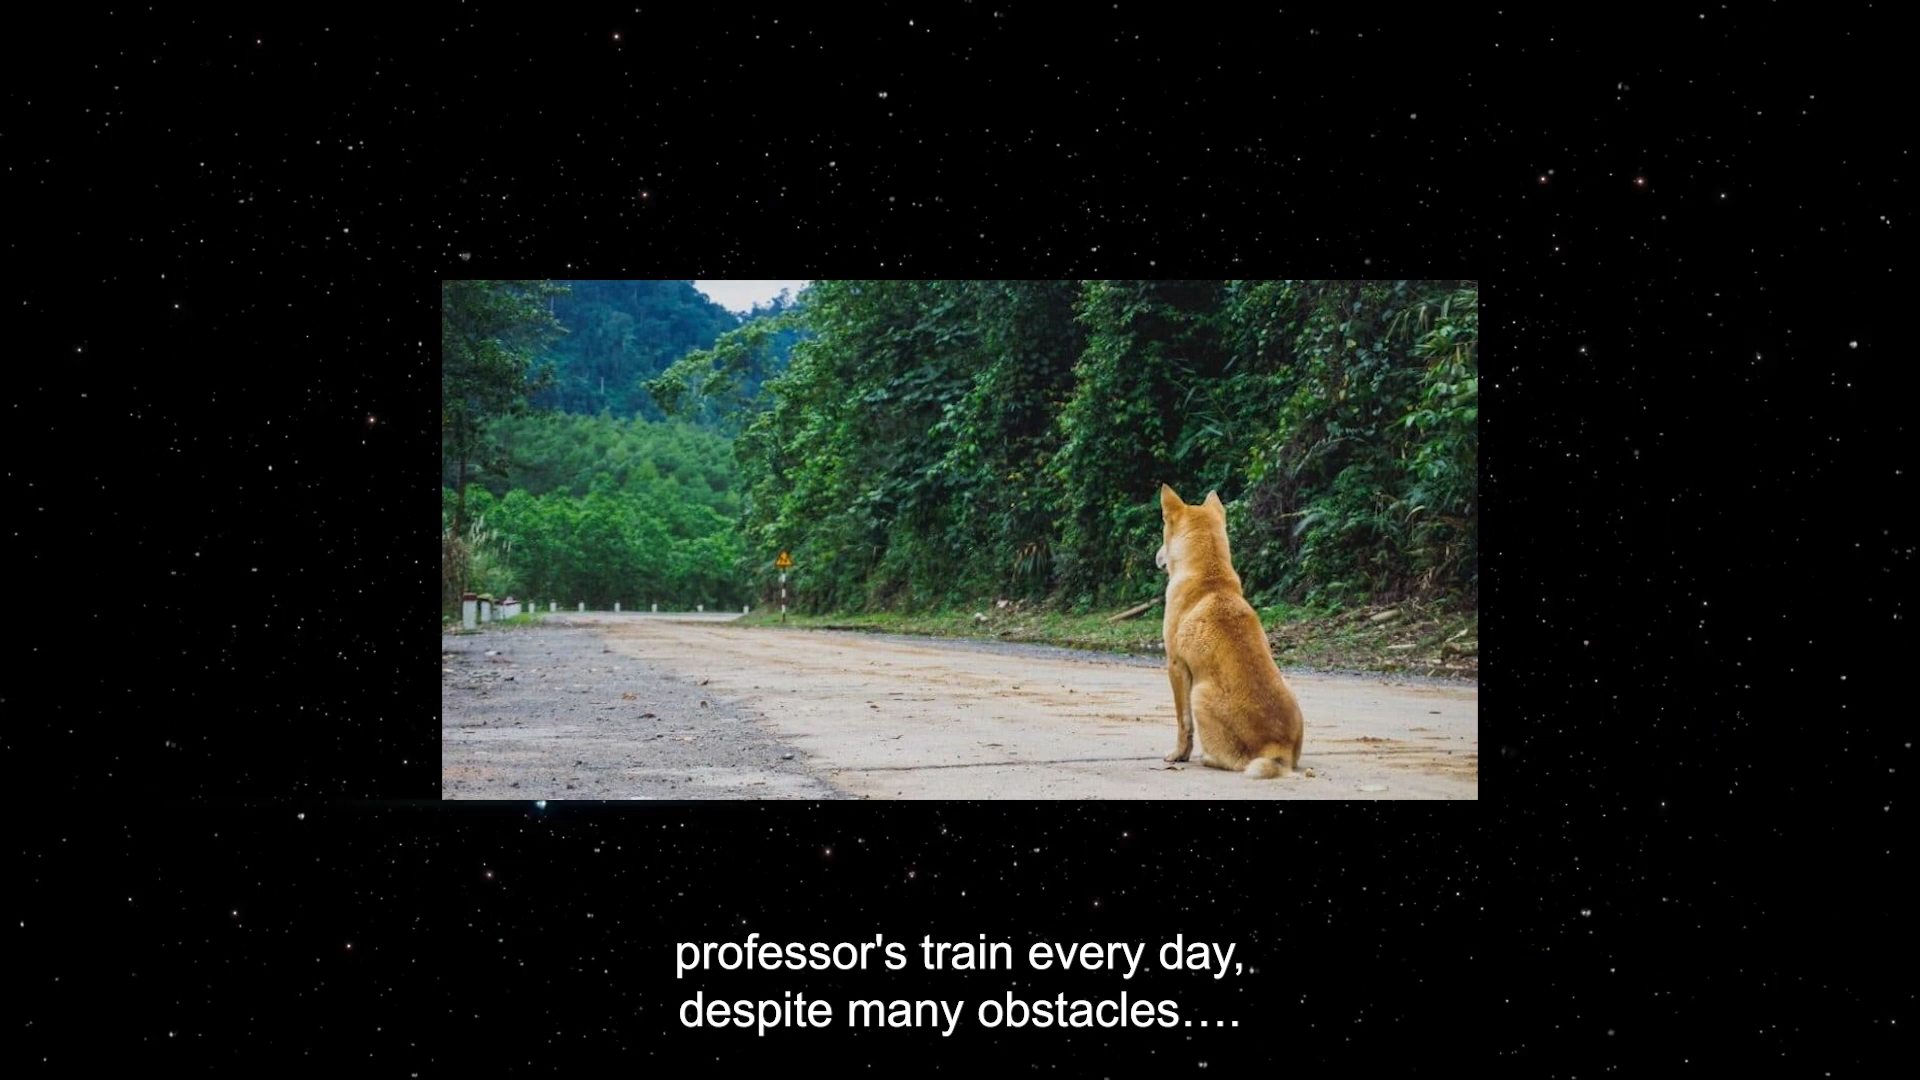 professor's train every day,
despite many obstacles….